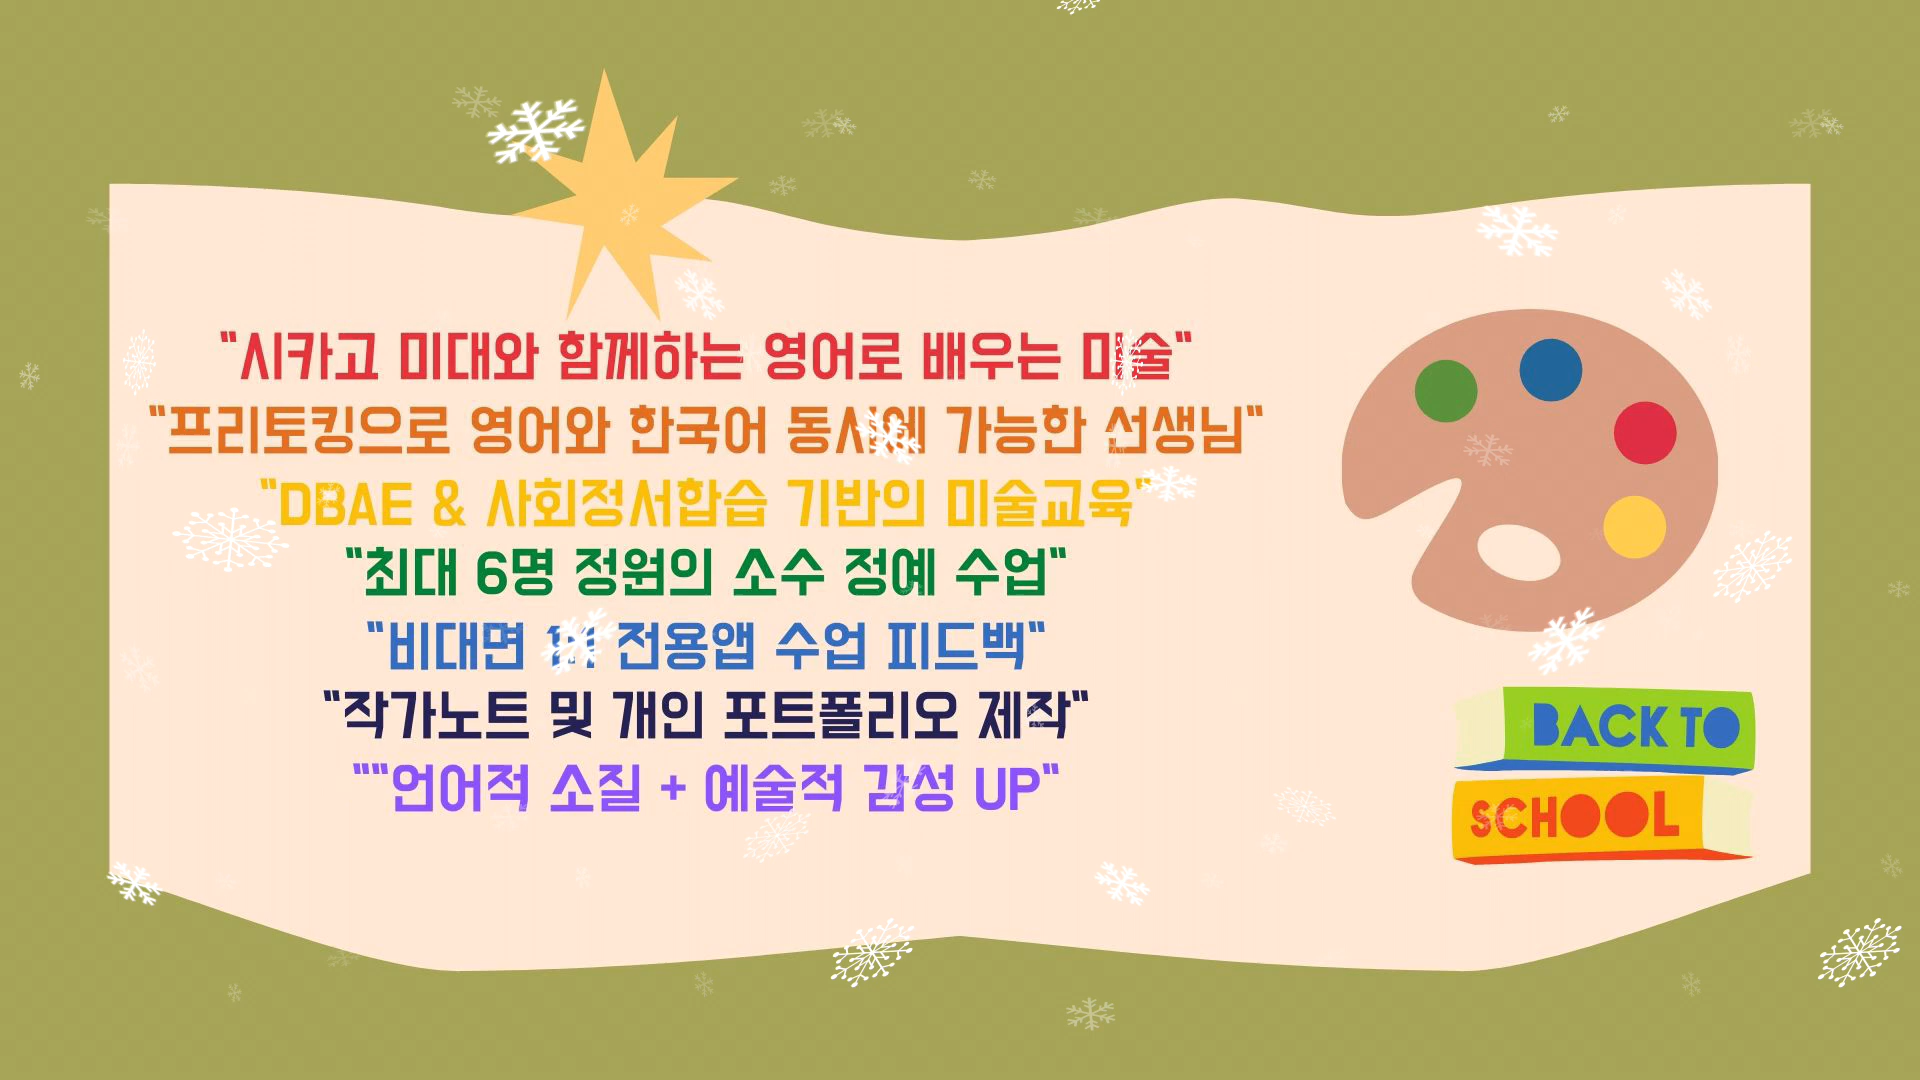 "시카고 미대와 함께하는 영어로 배우는 미술"
"프리토킹으로 영어와 한국어 동시에 가능한 선생님"
"DBAE & 사회정서합습 기반의 미술교육"
"최대 6명 정원의 소수 정예 수업"
"비대면 1:1 전용앱 수업 피드백"
"작가노트 및 개인 포트폴리오 제작"
""언어적 소질 + 예술적 감성 UP"
BACK TO
SCHOOL